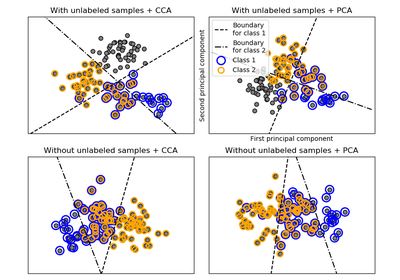 With unlabeled samples + CCA
With unlabeled samples + PCA
Second principal component
Boundary
for class 1
Boundary
for class 2
Class 1
Class 2
First principal component
Without unlabeled samples + CCA
Without unlabeled samples + PCA